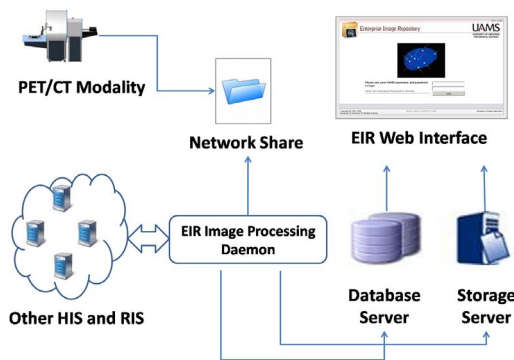 Enterprise Image Repository
UAMS
PET/CT Modality
EIR Web Interface
Network Share
EIR Image Processing
Daemon
Other HIS and RIS
Database
Server
Storage
Server